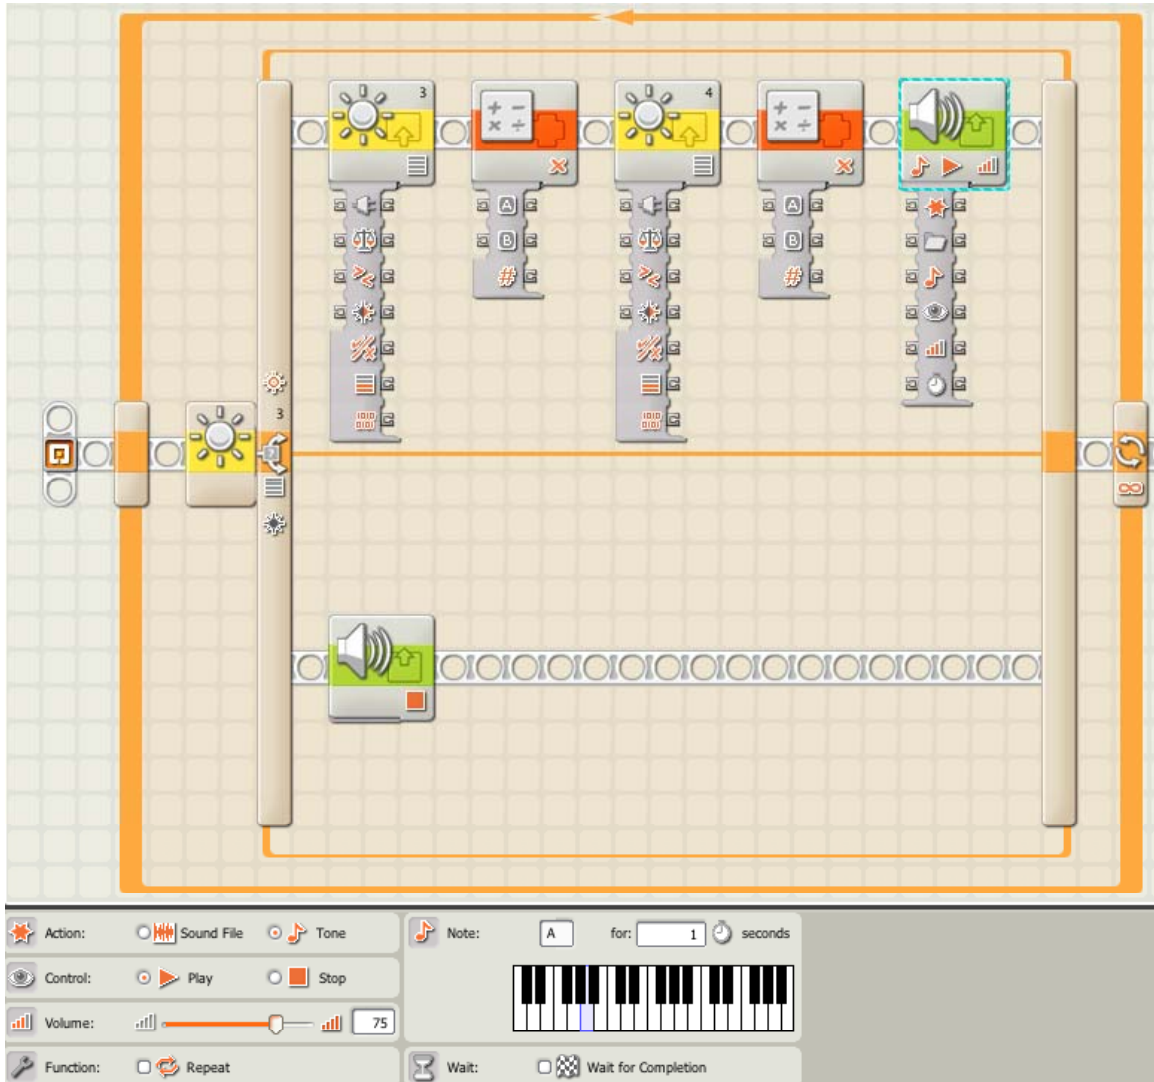 3
4
A
A
B
B
#
#
3
Action: Sound File Tone
Note: A for: 1 seconds
Control: Play Stop
Volume: 75
Function: Repeat
Wait: Wait for Completion